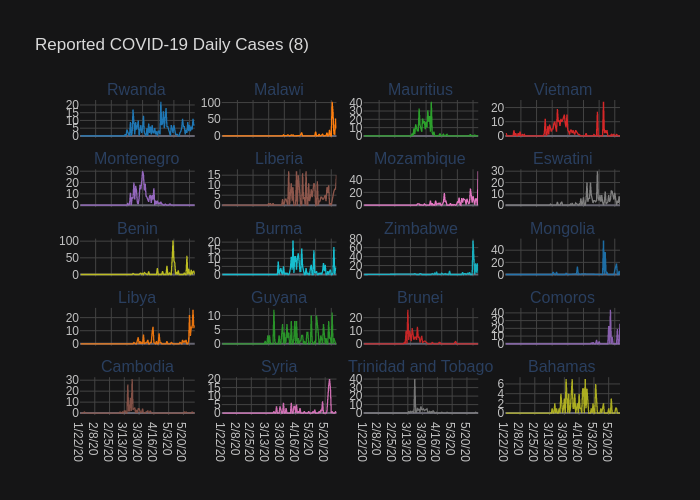 Reported COVID-19 Daily Cases (8)
Rwanda Malawi Mauritius Vietnam
20 15 10 5 0
100 50 0
40 30 20 10 0
20 10 0
Montenegro Liberia Mozambique Eswatini
30 20 10 0
15 10 5 0
40 20 0
30 20 10 0
Benin Burma Zimbabwe Mongolia
100 50 0
20 15 10 5 0
80 60 40 20 0
40 20 0
Libya Guyana Brunei Comoros
20 10 0
10 5 0
20 10 0
40 30 20 10 0
Cambodia Syria Trinidad and Tobago Bahamas
30 20 10 0
20 15 10 5 0
40 30 20 10 0
6 4 2 0
1/22/20 2/8/20 2/25/20 3/13/20 3/30/20 4/16/20 5/3/20 5/20/20
1/22/20 2/8/20 2/25/20 3/13/20 3/30/20 4/16/20 5/3/20 5/20/20
1/22/20 2/8/20 2/25/20 3/13/20 3/30/20 4/16/20 5/3/20 5/20/20
1/22/20 2/8/20 2/25/20 3/13/20 3/30/20 4/16/20 5/3/20 5/20/20